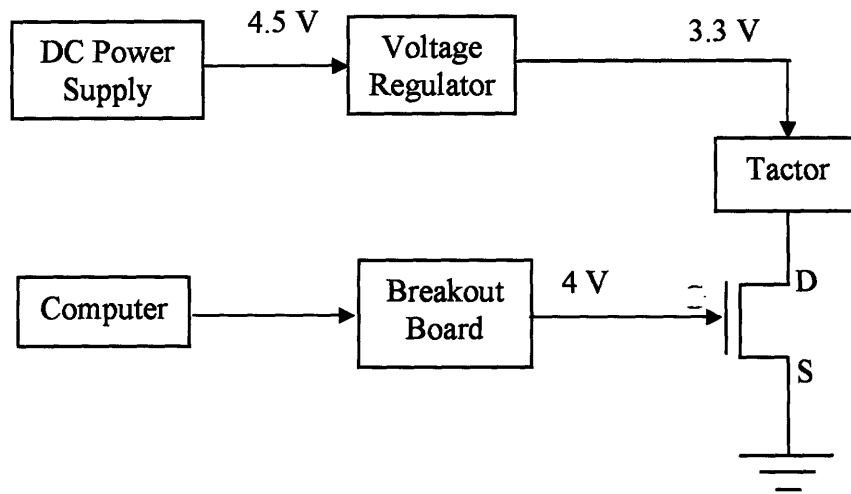 4.5 V
3.3 V
DC Power
Supply
Voltage
Regulator
Tactor
Computer
Breakout
Board
4 V
D
S